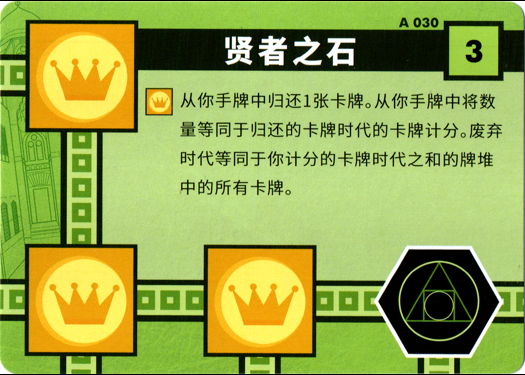 A 030
贤者之石
3
从你手牌中归还1张卡牌。从你手牌中将数
量等同于归还的卡牌时代的卡牌计分。废弃
时代等同于你计分的卡牌时代之和的牌堆
中的所有卡牌。